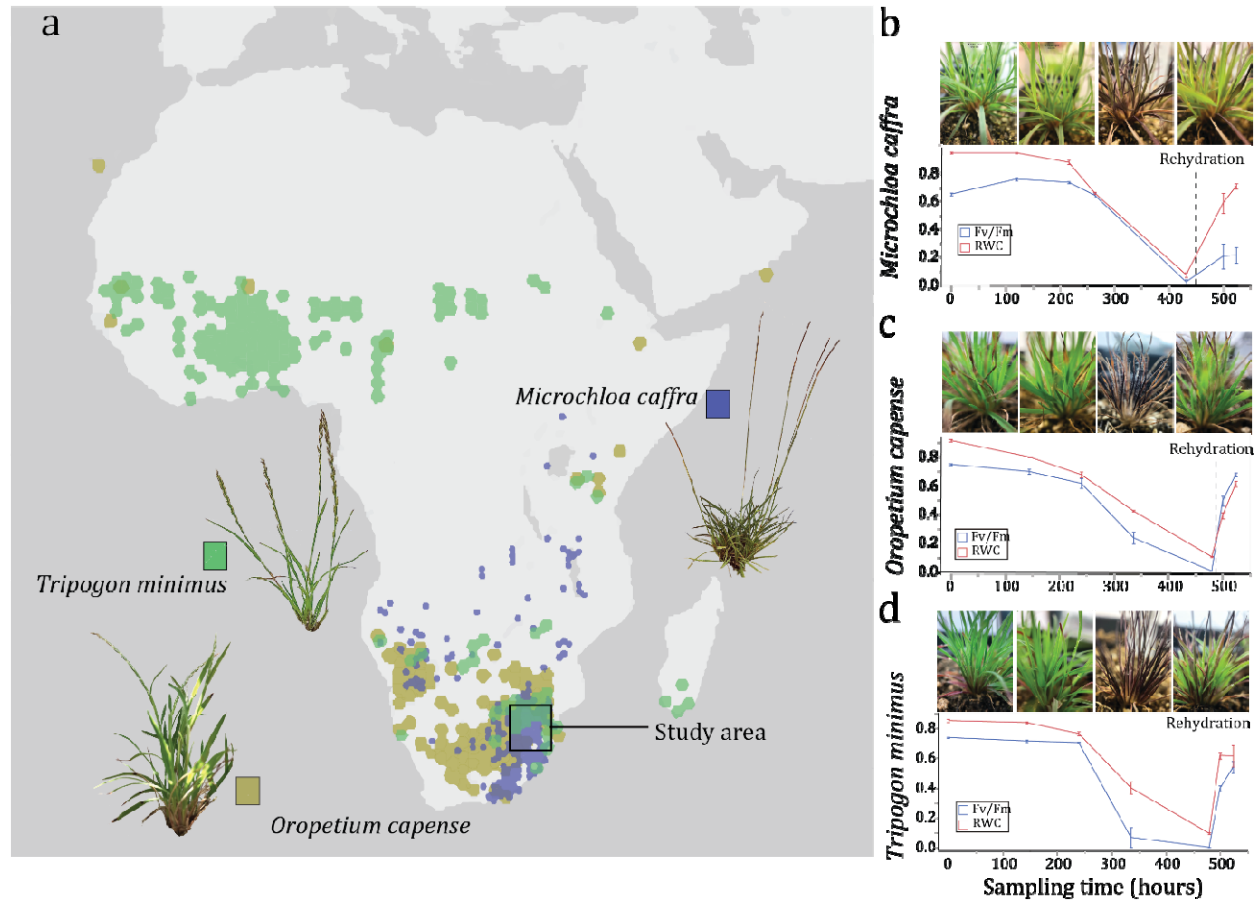 a
Microchloa caffra
Tripogon minimus
Study area
Oropetium capense
b
Microchloa caffra
Rehydration
0.8
0.6
0.4
0.2
0.0
Fv/Fm
RWC
0 100 200 300 400 500
c
Oropetium capense
Rehydration
0.8
0.6
0.4
0.2
0.0
Fv/Fm
RWC
0 100 200 300 400 500
d
Tripogon minimus
Rehydration
0.8
0.6
0.4
0.2
0.0
Fv/Fm
RWC
0 100 200 300 400 500
Sampling time (hours)